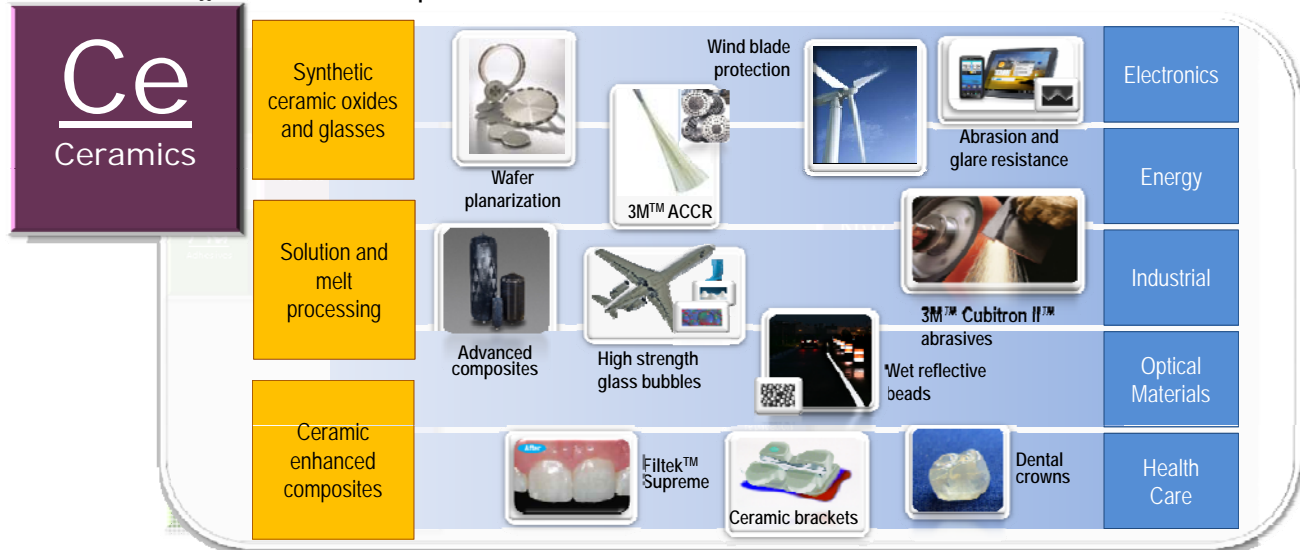 Ce
Ceramics
Synthetic
ceramic oxides
and glasses
Solution and
melt
processing
Ceramic
enhanced
composites
Wafer
planarization
3M™ ACCR
Wind blade
protection
Abrasion and
glare resistance
Advanced
composites
High strength
glass bubbles
3M™ Cubitron II™
abrasives
Wet reflective
beads
After
Filtek™
Supreme
Ceramic brackets
Dental
crowns
Electronics
Energy
Industrial
Optical
Materials
Health
Care